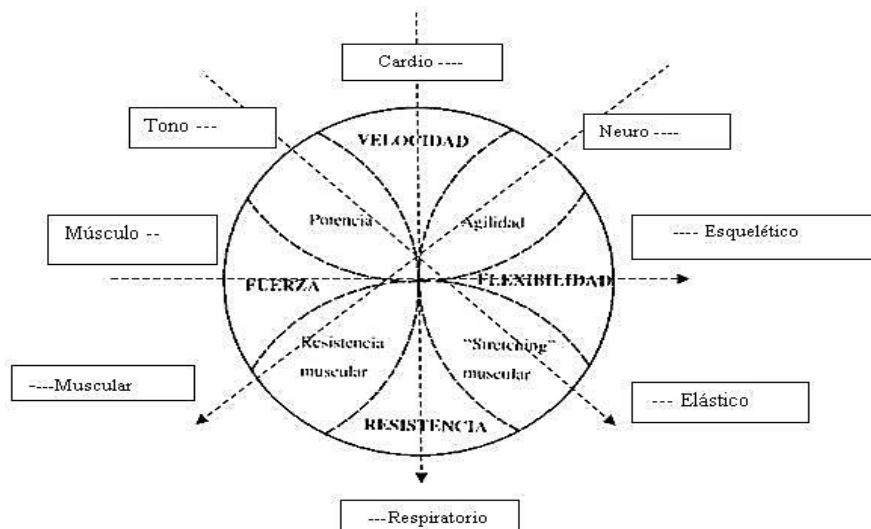 Cardio ----
Tono ---
Neuro ----
VELOCIDAD
Potencia
Agilidad
Músculo --
---- Esquelético
FUERZA
FLEXIBILIDAD
Resistencia
muscular
“Stretching”
muscular
----Muscular
--- Elástico
RESISTENCIA
---Respiratorio